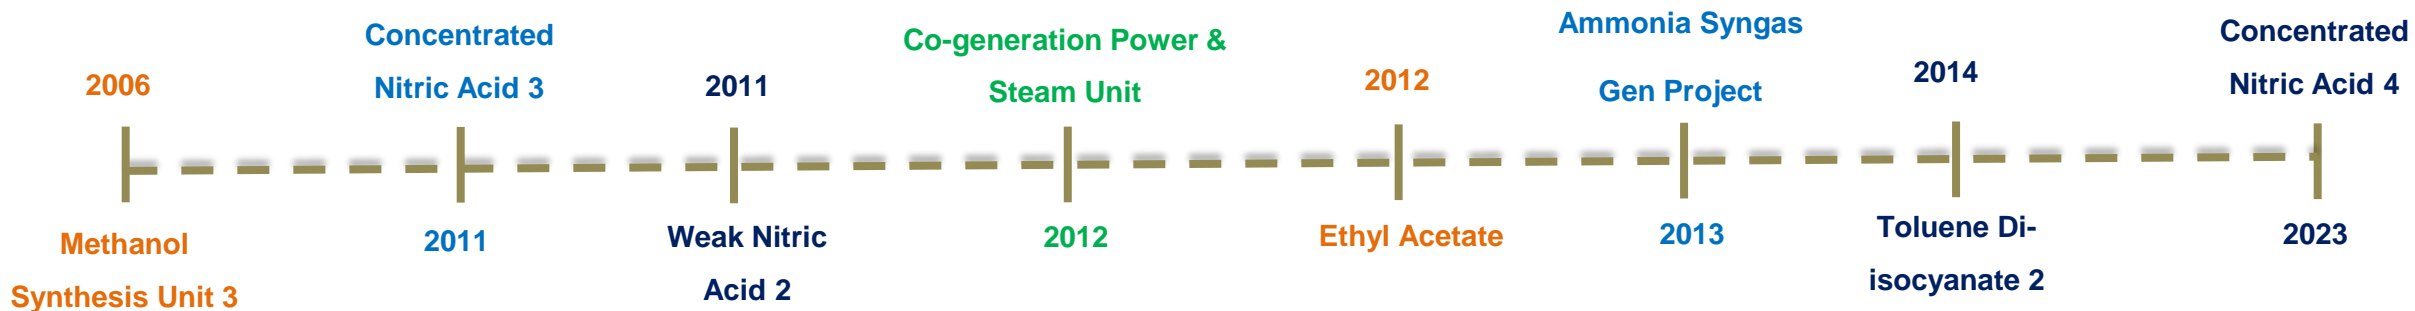 2006
Methanol
Synthesis Unit 3
Concentrated
Nitric Acid 3
2011
2011
Weak Nitric
Acid 2
Co-generation Power &
Steam Unit
2012
2012
Ethyl Acetate
Ammonia Syngas
Gen Project
2013
2014
Toluene Di-
isocyanate 2
Concentrated
Nitric Acid 4
2023